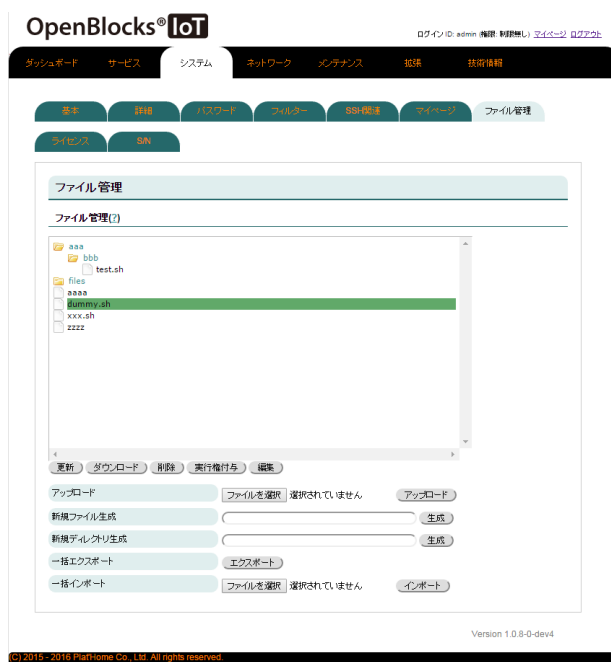 OpenBlocks® IoT
ログイン ID: admin (権限: 制限無し) マイページ ログアウト
ダッシュボード サービス システム ネットワーク メンテナンス 拡張 技術情報
基本 詳細 パスワード フィルター SSH関連 マイページ ファイル管理
ライセンス S/N
ファイル管理
ファイル管理(?)
aaa
bbb
test.sh
files
aaaa
dummy.sh
xxx.sh
zzzz
更新 ダウンロード 削除 実行権付与 編集
アップロード ファイルを選択 選択されていません アップロード
新規ファイル生成 生成
新規ディレクトリ生成 生成
一括エクスポート エクスポート
一括インポート ファイルを選択 選択されていません インポート
Version 1.0.8-0-dev4
(C) 2015 - 2016 Plat'Home Co., Ltd. All rights reserved.